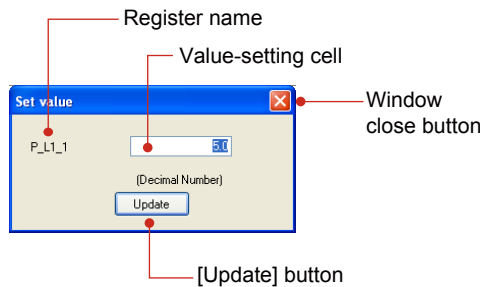 Register name
Value-setting cell
Set value
Window
close button
P_L1_1
5.0
(Decimal Number)
Update
[Update] button